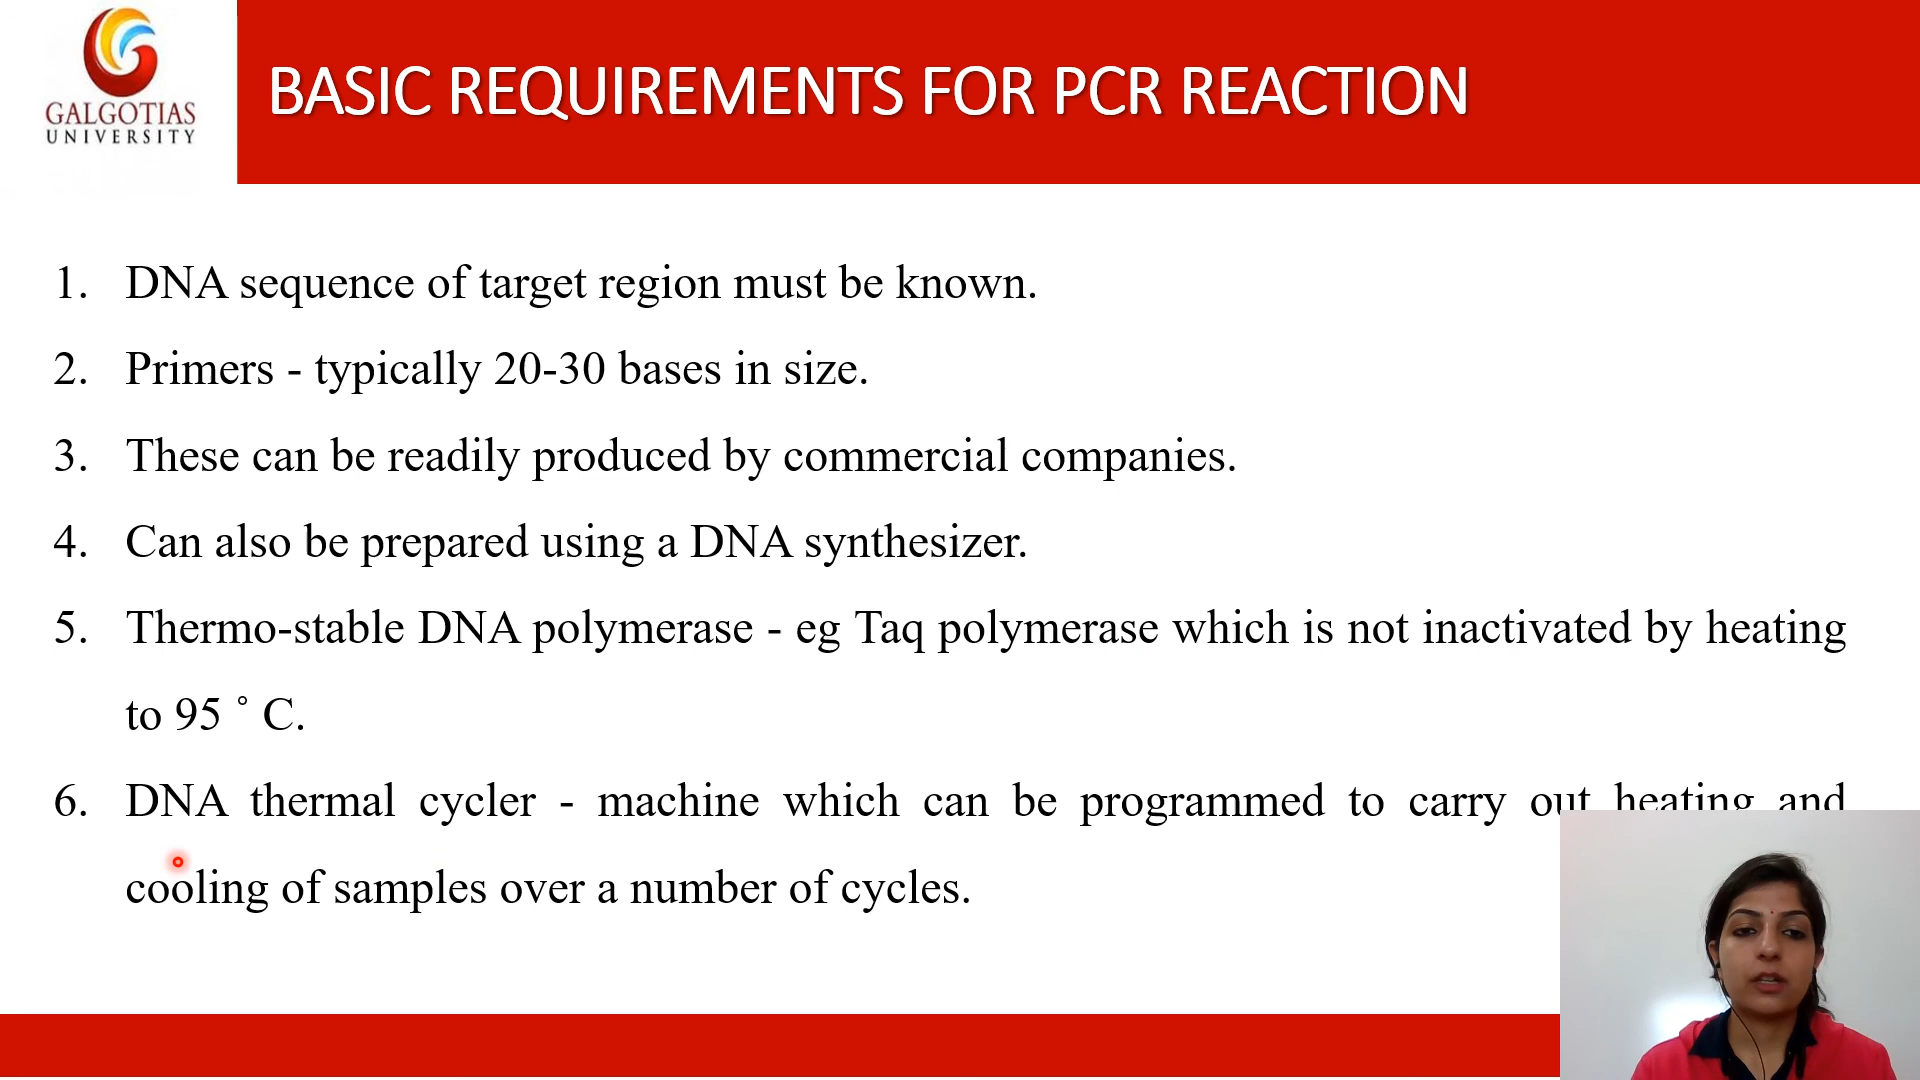 GALGOTIAS
UNIVERSITY
BASIC REQUIREMENTS FOR PCR REACTION
1. DNA sequence of target region must be known.
2. Primers - typically 20-30 bases in size.
3. These can be readily produced by commercial companies.
4. Can also be prepared using a DNA synthesizer.
5. Thermo-stable DNA polymerase - eg Taq polymerase which is not inactivated by heating
to 95 ° C.
6. DNA thermal cycler - machine which can be programmed to carry out heating and
cooling of samples over a number of cycles.